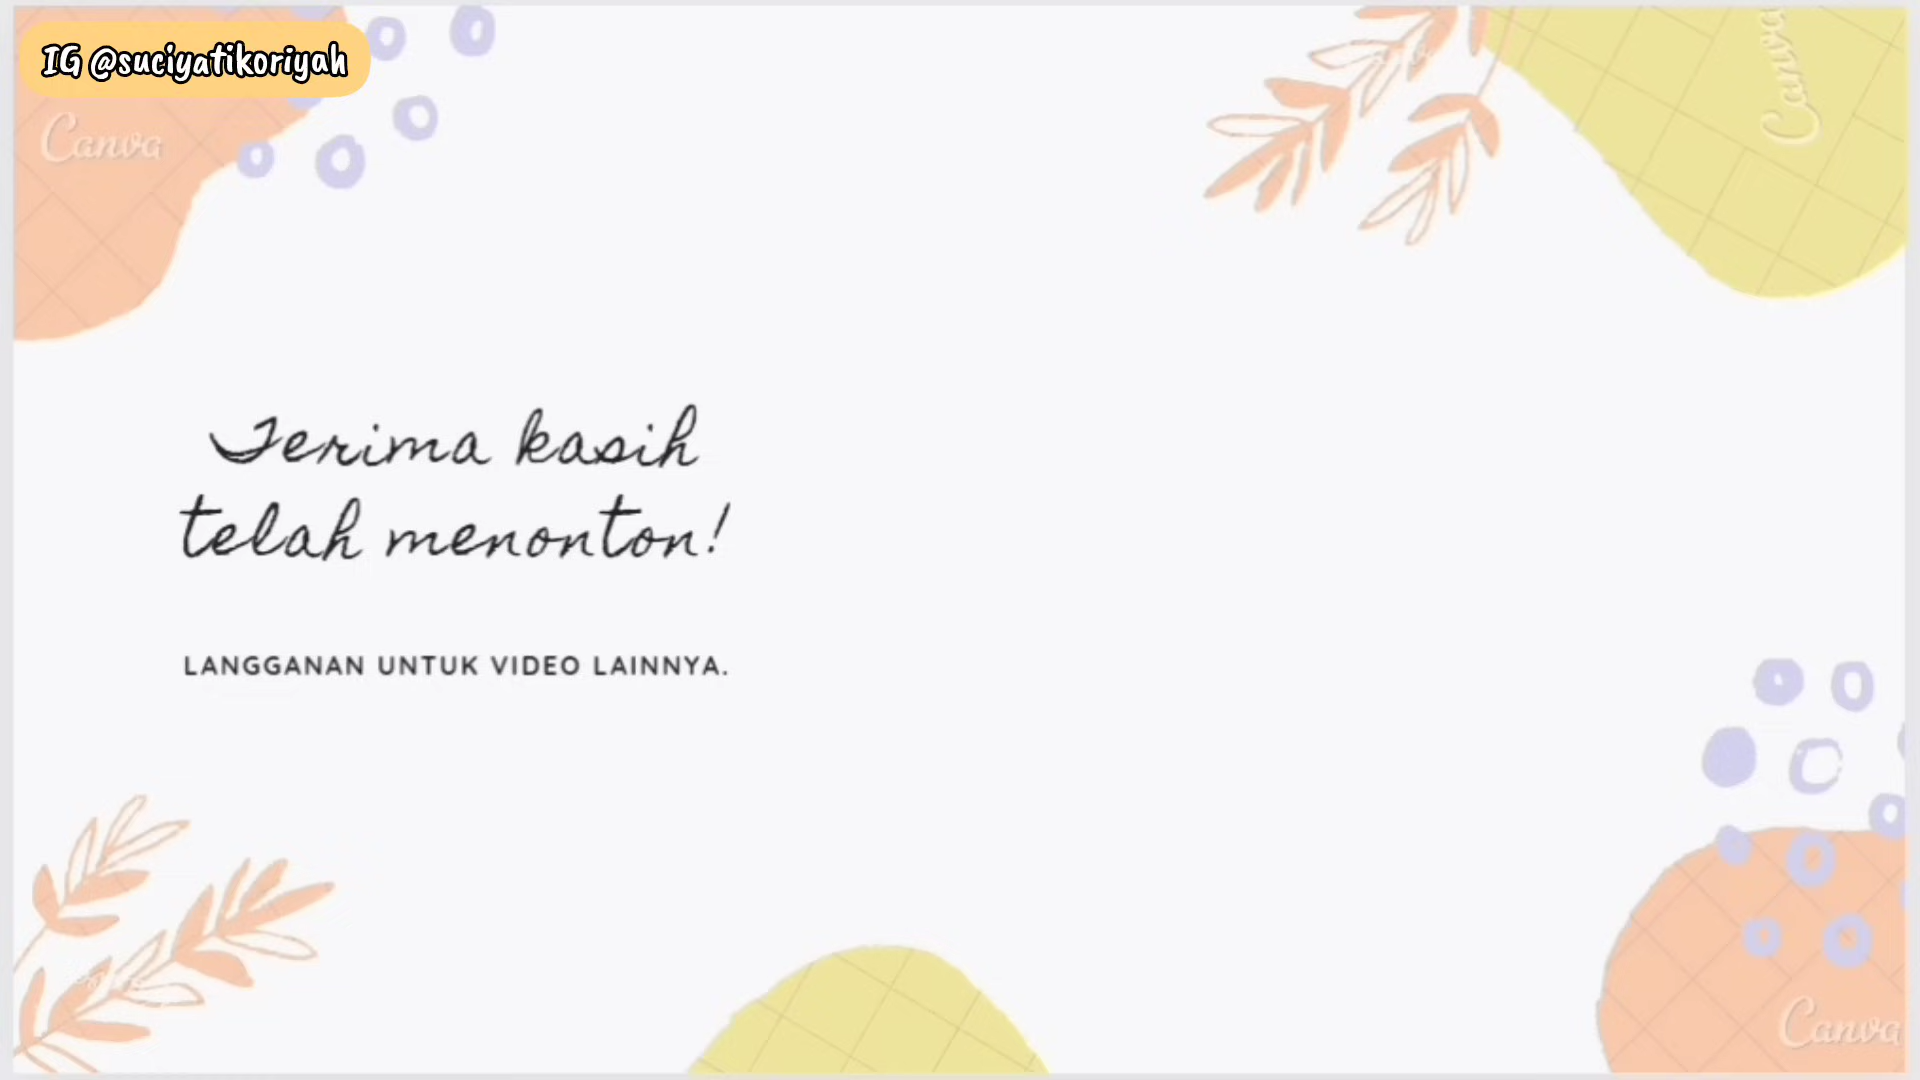 IG @suciyatikoriyah
Canva
Canva
Terima kasih
telah menonton!
LANGGANAN UNTUK VIDEO LAINNYA.
Canva